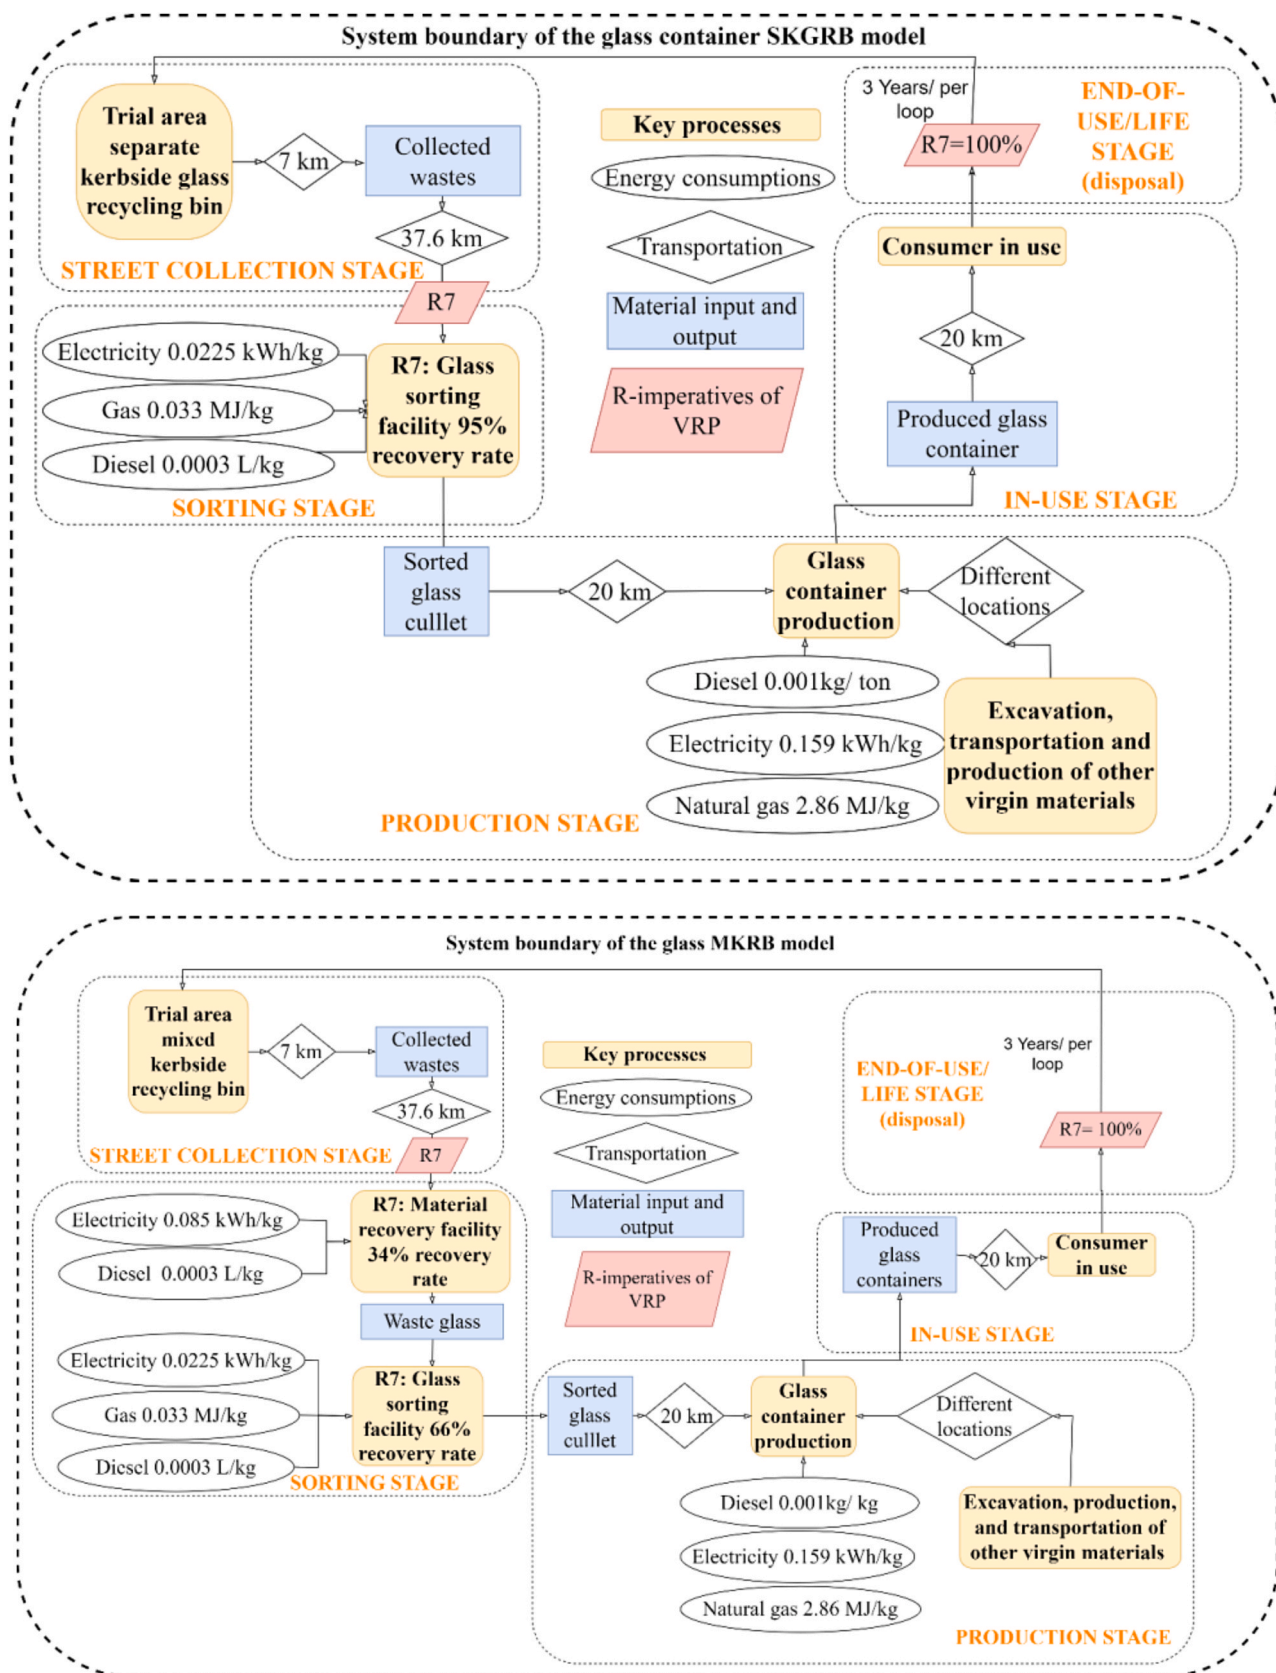 System boundary of the glass container SKGRB model
Trial area
separate
kerbside glass
recycling bin
7 km
Collected
wastes
37.6 km
STREET COLLECTION STAGE
R7
Electricity 0.0225 kWh/kg
Gas 0.033 MJ/kg
Diesel 0.0003 L/kg
R7: Glass
sorting
facility 95%
recovery rate
SORTING STAGE
Key processes
Energy consumptions
Transportation
Material input and
output
R-imperatives of
VRP
3 Years/ per
loop
R7=100%
END-OF-
USE/LIFE
STAGE
(disposal)
Consumer in use
20 km
Produced glass
container
IN-USE STAGE
Sorted
glass
culllet
20 km
Glass
container
production
Different
locations
Diesel 0.001kg/ ton
Electricity 0.159 kWh/kg
Natural gas 2.86 MJ/kg
Excavation,
transportation and
production of other
virgin materials
PRODUCTION STAGE
System boundary of the glass MKRB model
Trial area
mixed
kerbside
recycling bin
7 km
Collected
wastes
37.6 km
STREET COLLECTION STAGE
R7
Electricity 0.085 kWh/kg
Diesel 0.0003 L/kg
R7: Material
recovery facility
34% recovery
rate
Waste glass
Electricity 0.0225 kWh/kg
Gas 0.033 MJ/kg
Diesel 0.0003 L/kg
R7: Glass
sorting
facility 66%
recovery rate
SORTING STAGE
Key processes
Energy consumptions
Transportation
Material input and
output
R-imperatives of
VRP
3 Years/ per
loop
END-OF-USE/
LIFE STAGE
(disposal)
R7= 100%
Produced
glass
containers
20 km
Consumer
in use
IN-USE STAGE
Sorted
glass
culllet
20 km
Glass
container
production
Different
locations
Diesel 0.001kg/ kg
Electricity 0.159 kWh/kg
Natural gas 2.86 MJ/kg
Excavation, production,
and transportation of
other virgin materials
PRODUCTION STAGE